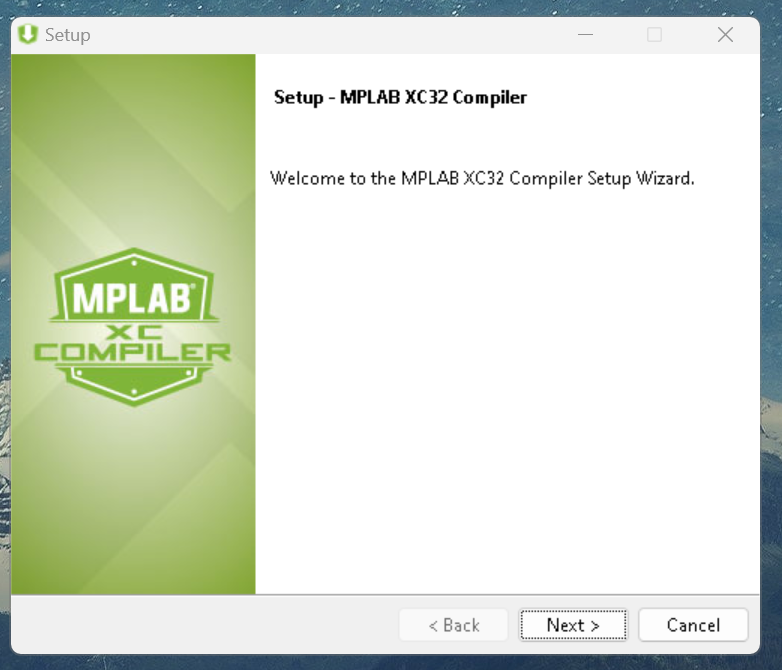 Setup
Setup - MPLAB XC32 Compiler
Welcome to the MPLAB XC32 Compiler Setup Wizard.
MPLAB®
XC
COMPILER
< Back
Next >
Cancel